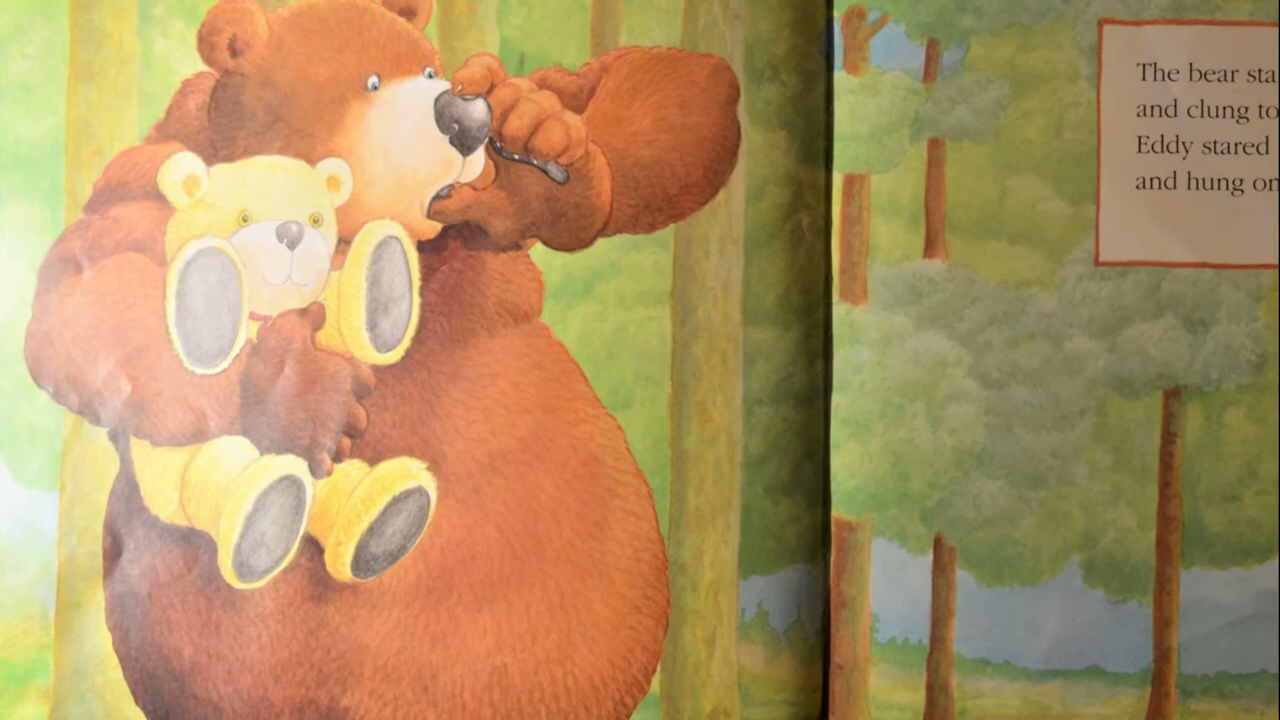 The bear sta
and clung to
Eddy stared
and hung on